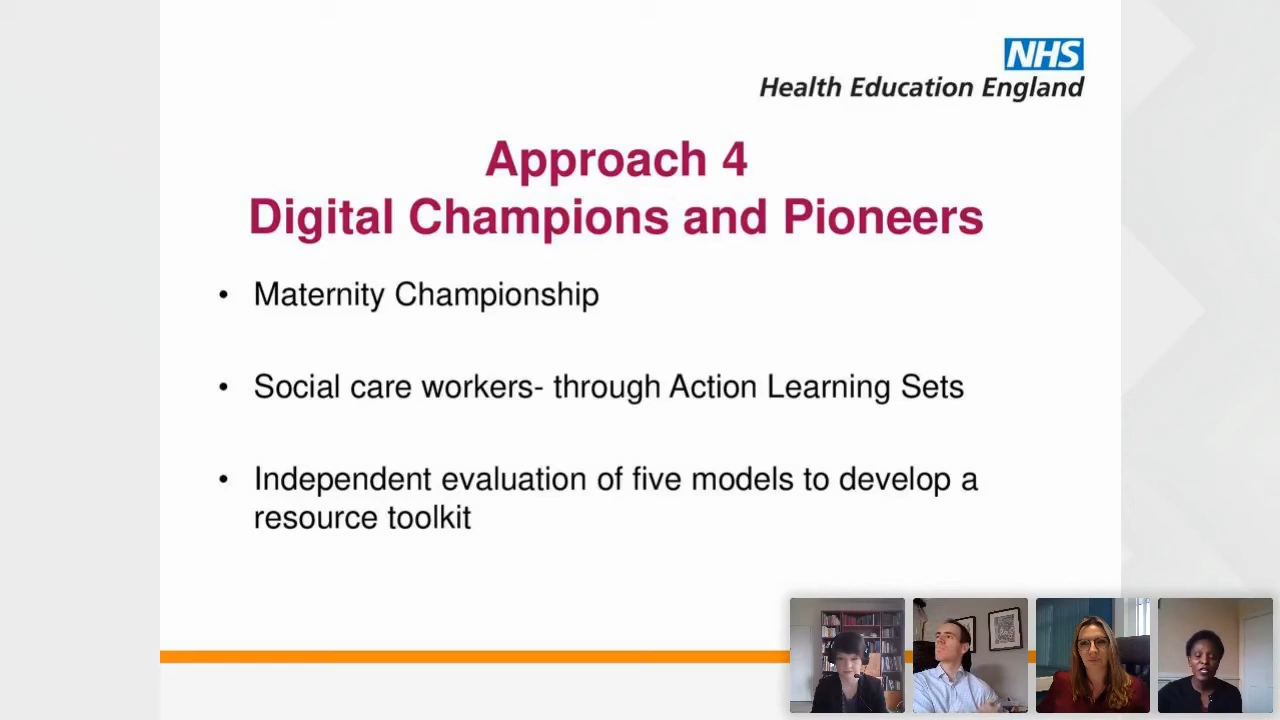 NHS
Health Education England
Approach 4
Digital Champions and Pioneers
• Maternity Championship
• Social care workers- through Action Learning Sets
• Independent evaluation of five models to develop a
resource toolkit